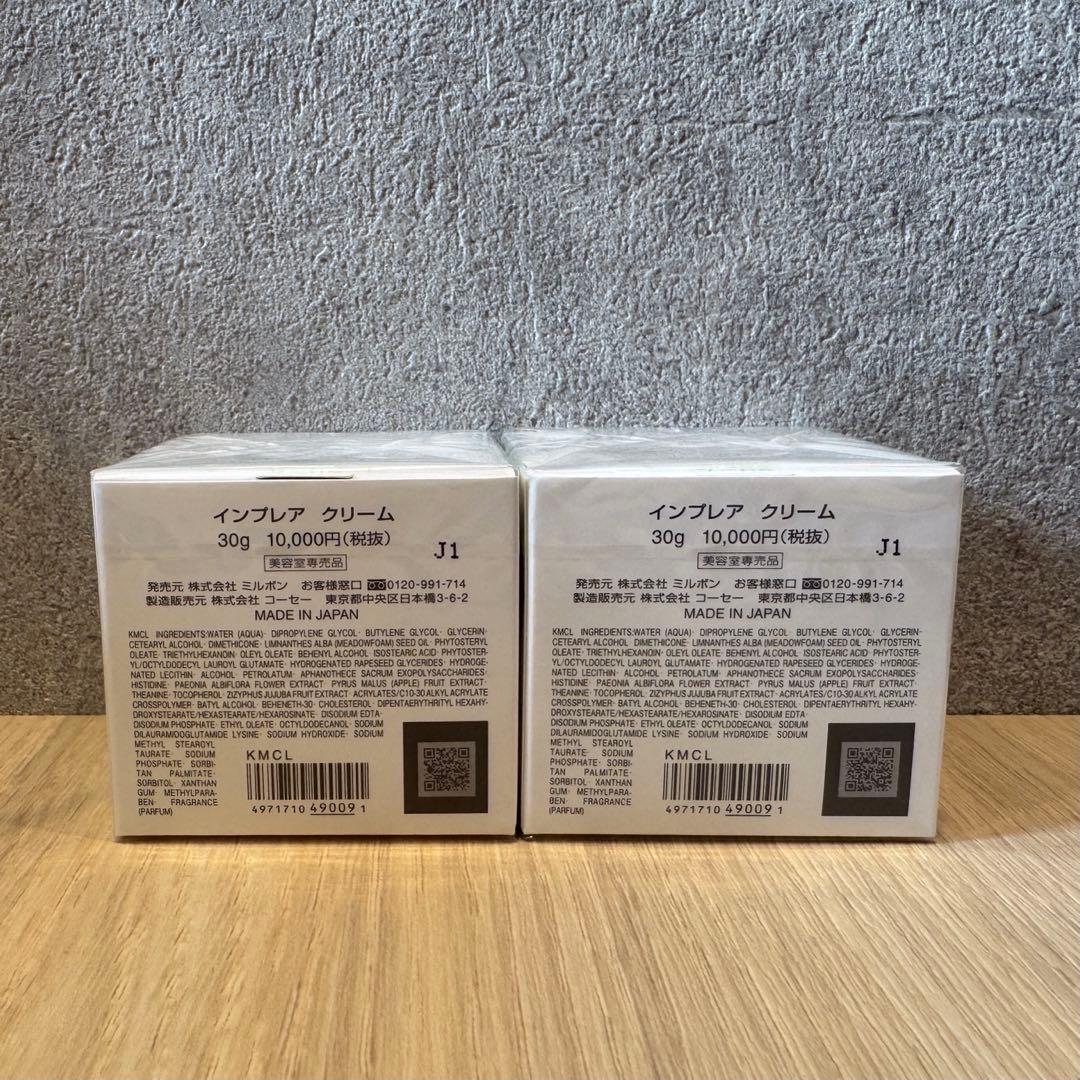 インプレア クリーム
30g 10,000円(税抜)
J1
美容室専売品
発売元 株式会社 ミルボン お客様窓口 0120-991-714
製造販売元 株式会社 コーセー 東京都中央区日本橋3-6-2
MADE IN JAPAN
KMCL INGREDIENTS:WATER (AQUA)· DIPROPYLENE GLYCOL· BUTYLENE GLYCOL· GLYCERIN·
CETEARYL ALCOHOL· DIMETHICONE· LIMNANTHES ALBA (MEADOWFOAM) SEED OIL· PHYTOSTERYL
OLEATE· TRIETHYLHEXANOIN· OLEYL OLEATE· BEHENYL ALCOHOL· ISOSTEARIC ACID· PHYTOSTER-
YL/OCTYLDODECYL LAUROYL GLUTAMATE· HYDROGENATED RAPESEED GLYCERIDES· HYDROGE-
NATED LECITHIN· ALCOHOL· PETROLATUM· APHANOTHECE SACRUM EXOPOLYSACCHARIDES·
HISTIDINE· PAEONIA ALBIFLORA FLOWER EXTRACT· PYRUS MALUS (APPLE) FRUIT EXTRACT·
THEANINE· TOCOPHEROL· ZIZYPHUS JUJUBA FRUIT EXTRACT· ACRYLATES/C10-30 ALKYL ACRYLATE
CROSSPOLYMER· BATYL ALCOHOL· BEHENETH-30· CHOLESTEROL· DIPENTAERYTHRITYL HEXAHY-
DROXYSTEARATE/HEXASTEARATE/HEXAROSINATE· DISODIUM EDTA·
DISODIUM PHOSPHATE· ETHYL OLEATE· OCTYLDODECANOL· SODIUM
DILAURAMIDOGLUTAMIDE LYSINE· SODIUM HYDROXIDE· SODIUM
METHYL STEAROYL
TAURATE· SODIUM
PHOSPHATE· SORBI-
TAN PALMITATE·
SORBITOL· XANTHAN
GUM· METHYLPARA-
BEN· FRAGRANCE
(PARFUM)
KMCL
4971710 49009 1
インプレア クリーム
30g 10,000円(税抜)
J1
美容室専売品
発売元 株式会社 ミルボン お客様窓口 0120-991-714
製造販売元 株式会社 コーセー 東京都中央区日本橋3-6-2
MADE IN JAPAN
KMCL INGREDIENTS:WATER (AQUA)· DIPROPYLENE GLYCOL· BUTYLENE GLYCOL· GLYCERIN·
CETEARYL ALCOHOL· DIMETHICONE· LIMNANTHES ALBA (MEADOWFOAM) SEED OIL· PHYTOSTERYL
OLEATE· TRIETHYLHEXANOIN· OLEYL OLEATE· BEHENYL ALCOHOL· ISOSTEARIC ACID· PHYTOSTER-
YL/OCTYLDODECYL LAUROYL GLUTAMATE· HYDROGENATED RAPESEED GLYCERIDES· HYDROGE-
NATED LECITHIN· ALCOHOL· PETROLATUM· APHANOTHECE SACRUM EXOPOLYSACCHARIDES·
HISTIDINE· PAEONIA ALBIFLORA FLOWER EXTRACT· PYRUS MALUS (APPLE) FRUIT EXTRACT·
THEANINE· TOCOPHEROL· ZIZYPHUS JUJUBA FRUIT EXTRACT· ACRYLATES/C10-30 ALKYL ACRYLATE
CROSSPOLYMER· BATYL ALCOHOL· BEHENETH-30· CHOLESTEROL· DIPENTAERYTHRITYL HEXAHY-
DROXYSTEARATE/HEXASTEARATE/HEXAROSINATE· DISODIUM EDTA·
DISODIUM PHOSPHATE· ETHYL OLEATE· OCTYLDODECANOL· SODIUM
DILAURAMIDOGLUTAMIDE LYSINE· SODIUM HYDROXIDE· SODIUM
METHYL STEAROYL
TAURATE· SODIUM
PHOSPHATE· SORBI-
TAN PALMITATE·
SORBITOL· XANTHAN
GUM· METHYLPARA-
BEN· FRAGRANCE
(PARFUM)
KMCL
4971710 49009 1